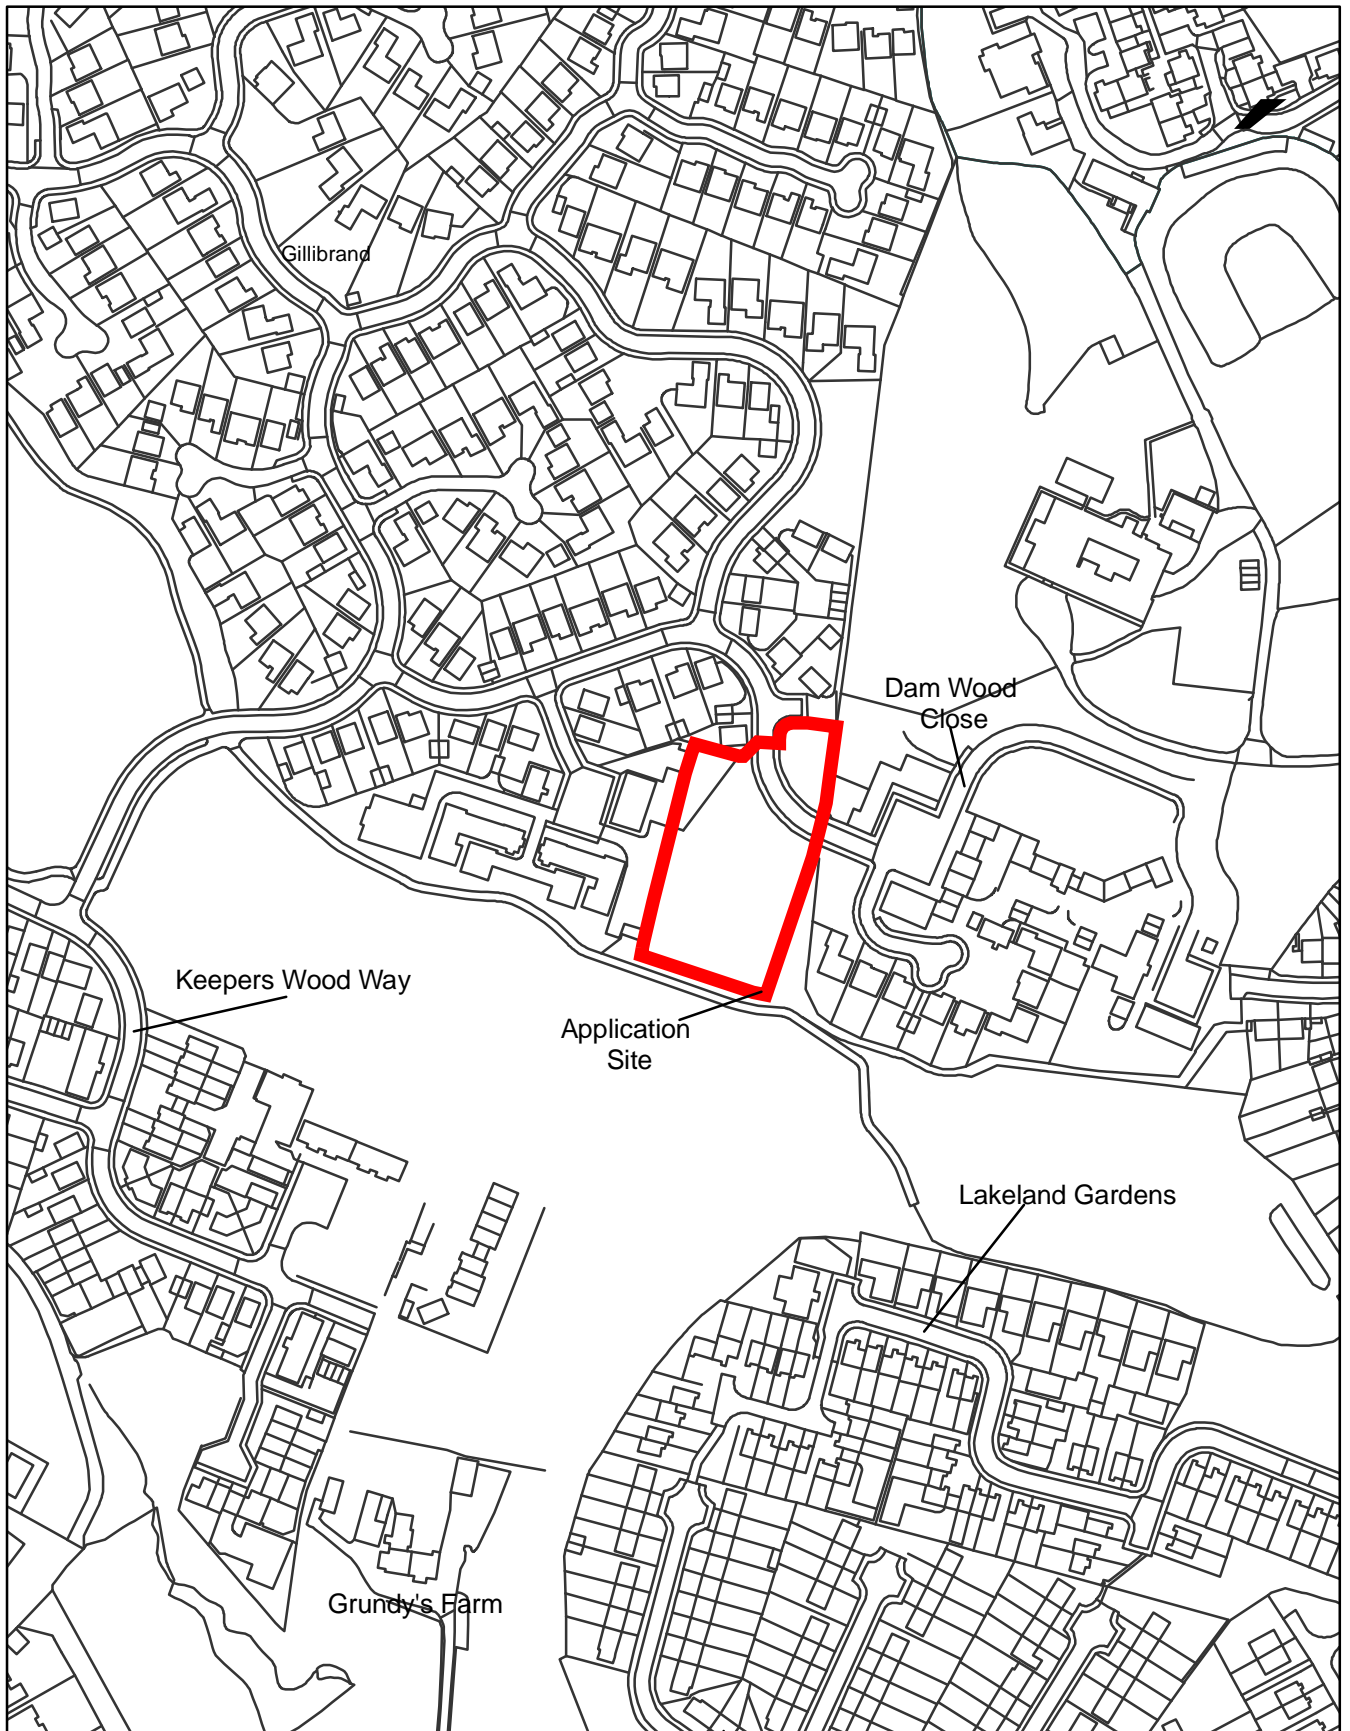 Gillibrand
Dam Wood
Close
Keepers Wood Way
Application
Site
Lakeland Gardens
Grundy's Farm